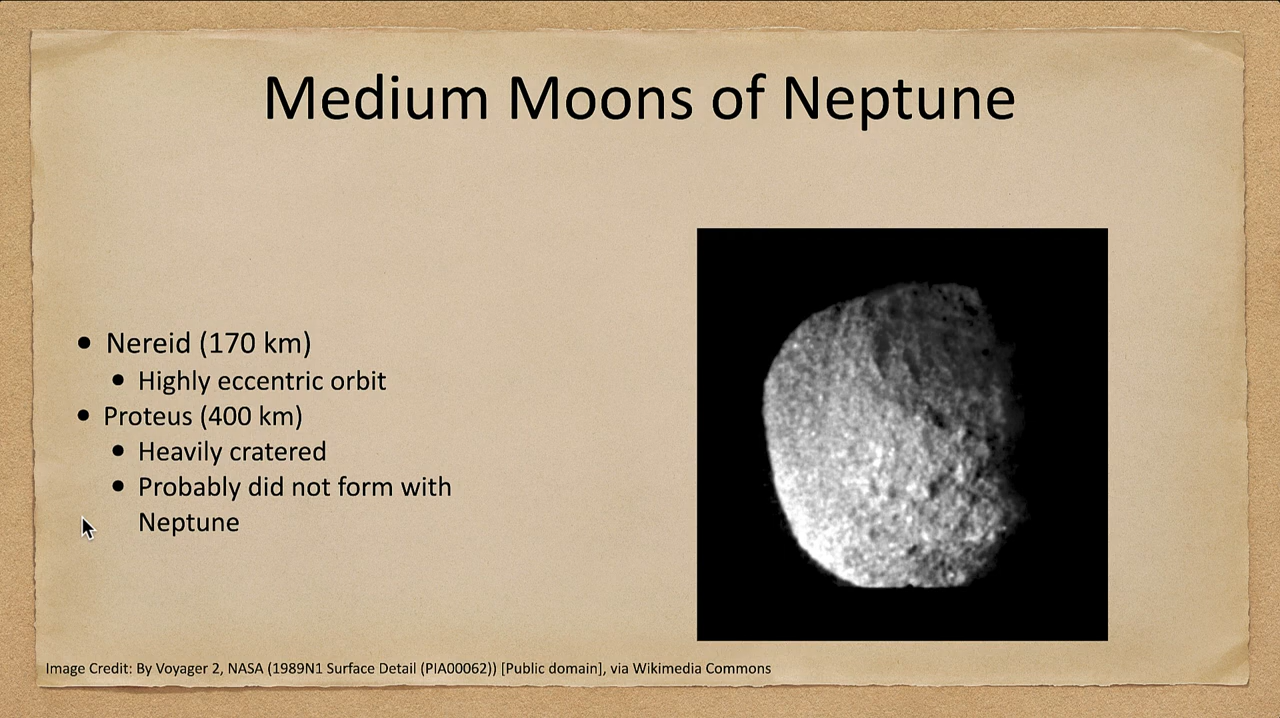 Medium Moons of Neptune
• Nereid (170 km)
• Highly eccentric orbit
• Proteus (400 km)
• Heavily cratered
• Probably did not form with
Neptune
Image Credit: By Voyager 2, NASA (1989N1 Surface Detail (PIA00062)) [Public domain], via Wikimedia Commons